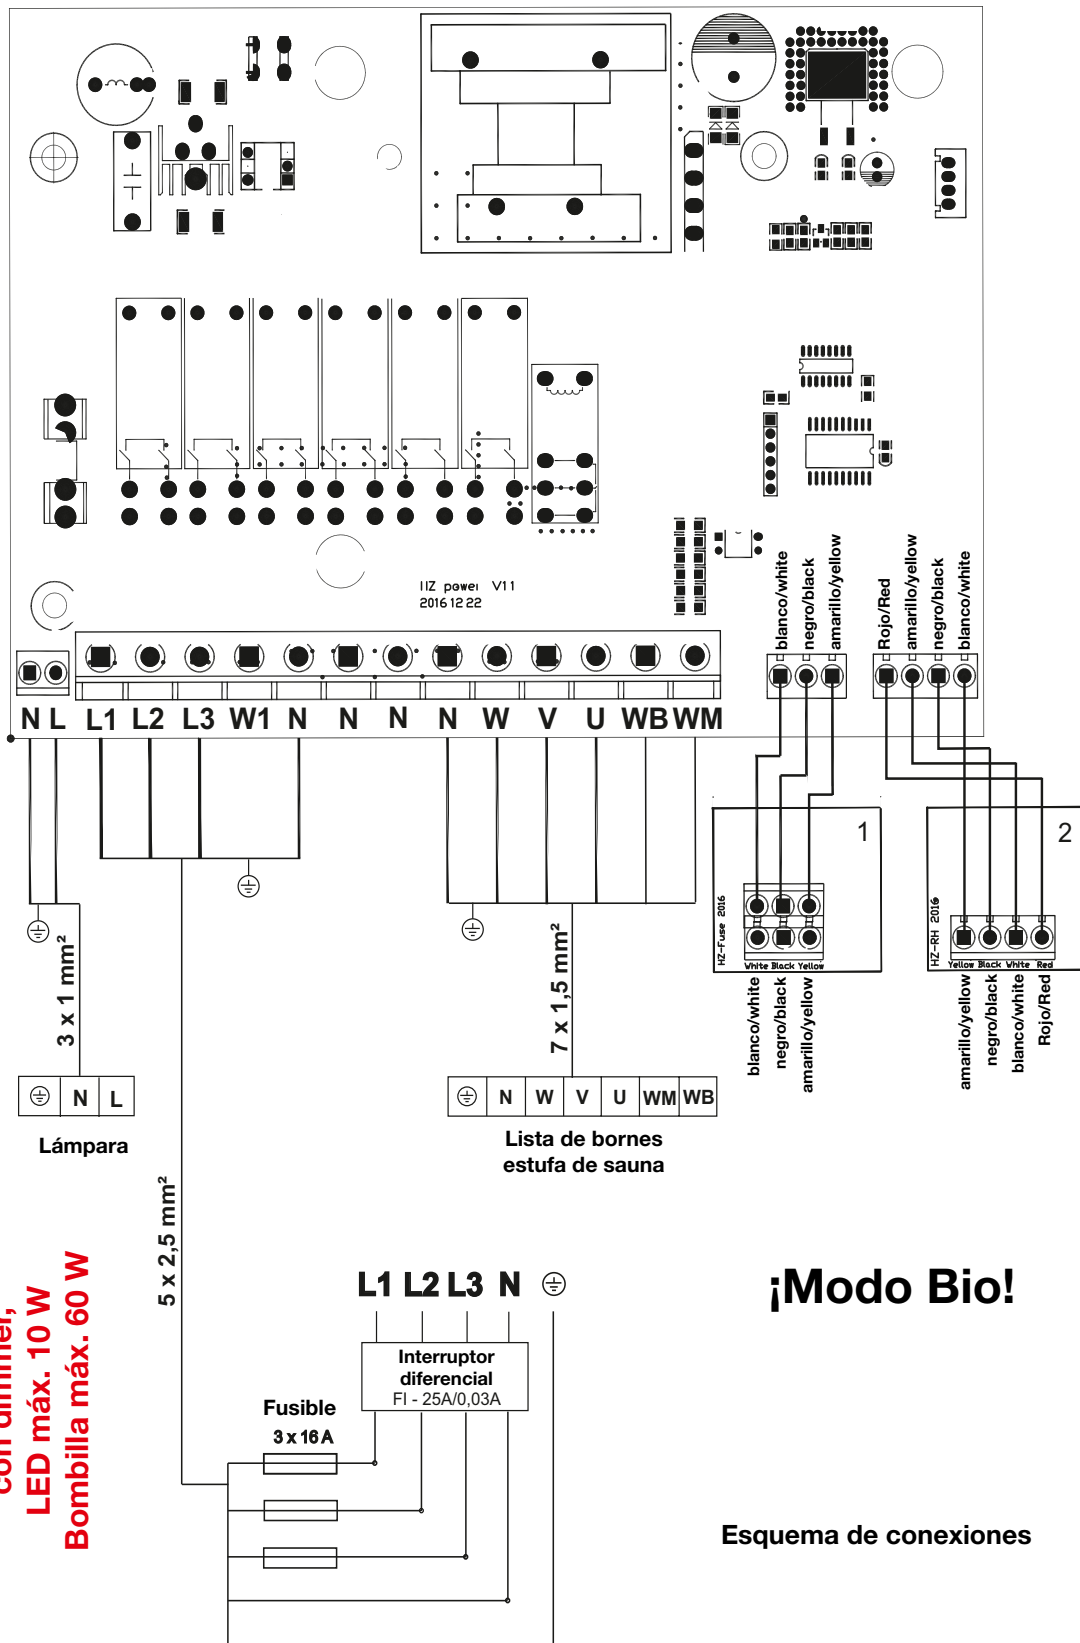 HZ power V11
2016 12 22
blanco/white
negro/black
amarillo/yellow
Rojo/Red
amarillo/yellow
negro/black
blanco/white
N L L1 L2 L3 W1 N N N N W V U WB WM
1
HZ-Fuse 2016
White Black Yellow
blanco/white
negro/black
amarillo/yellow
2
HZ-RH 2016
Yellow Black White Red
amarillo/yellow
negro/black
blanco/white
Rojo/Red
3 x 1 mm²
7 x 1,5 mm²
N L
Lámpara
N W V U WM WB
Lista de bornes
estufa de sauna
5 x 2,5 mm²
con dimmer,
LED máx. 10 W
Bombilla máx. 60 W
L1 L2 L3 N
¡Modo Bio!
Interruptor
diferencial
FI - 25A/0,03A
Fusible
3 x 16 A
Esquema de conexiones